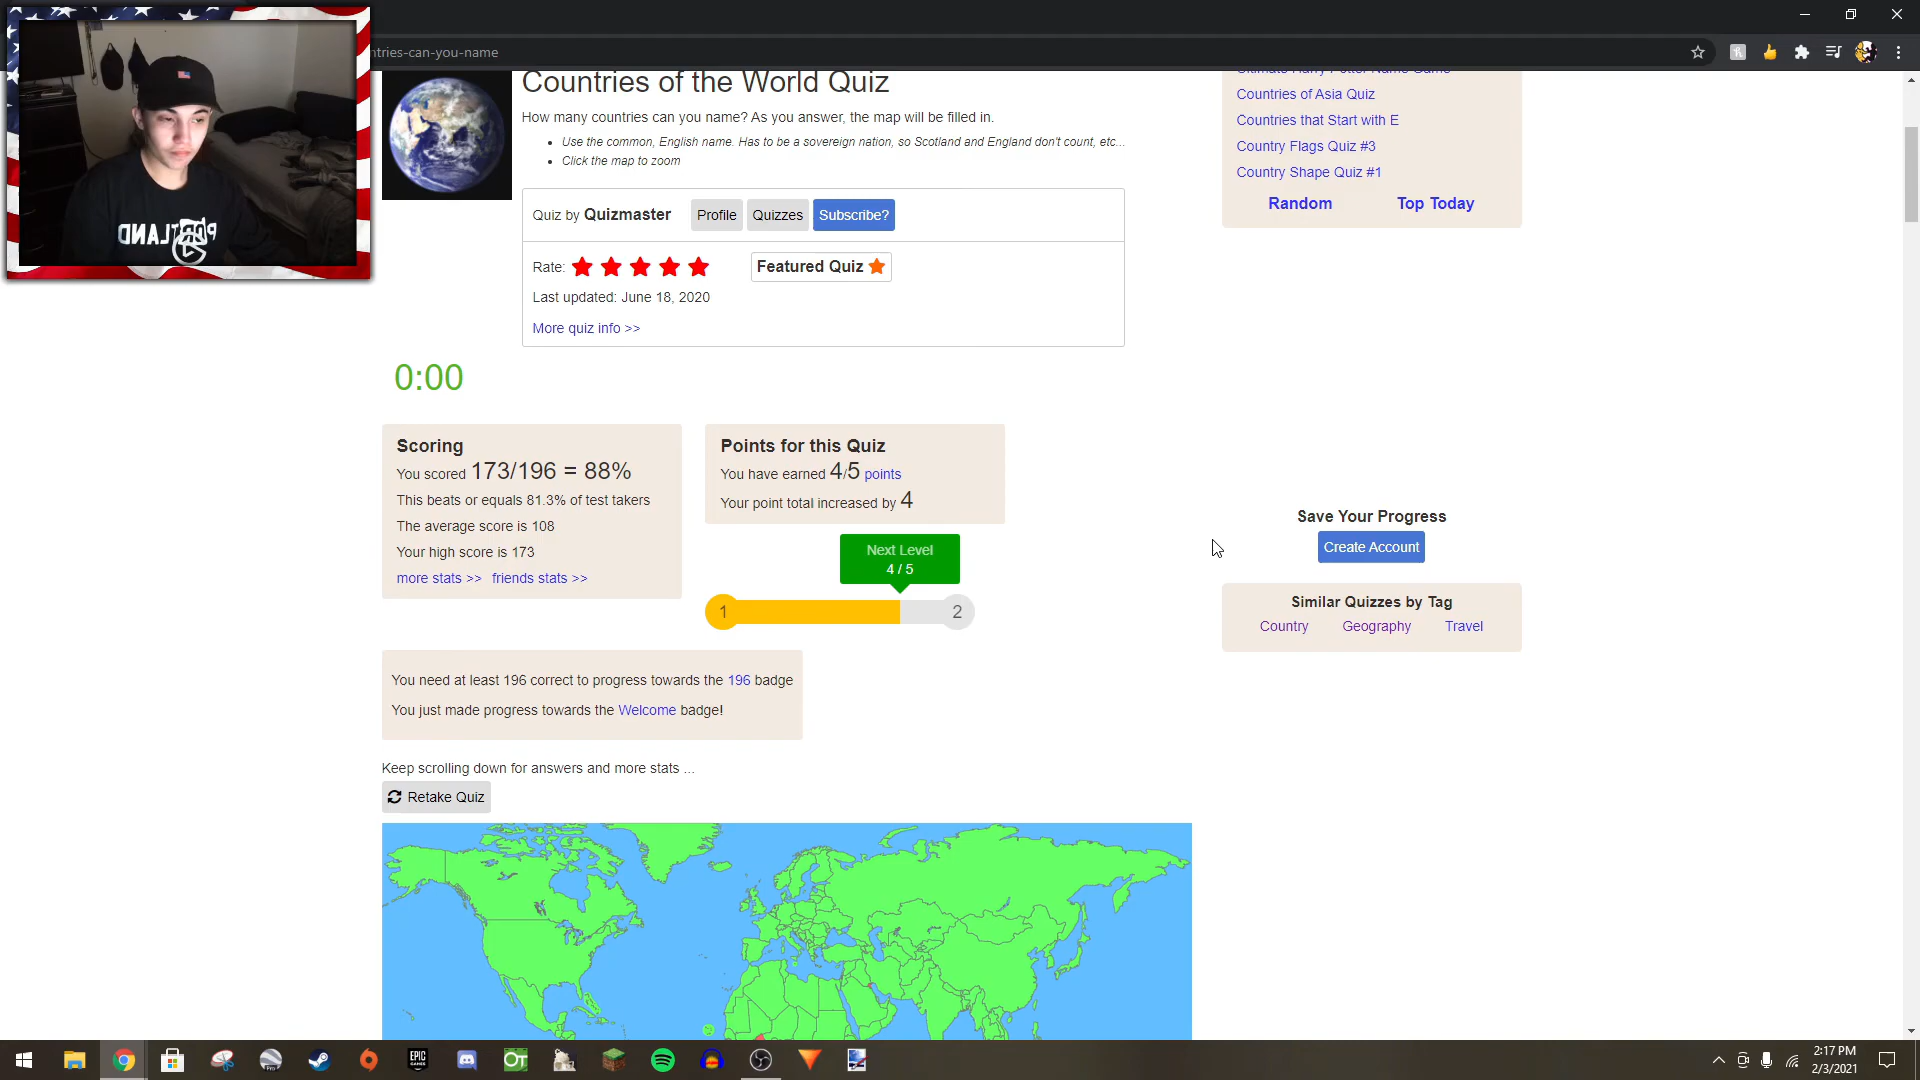 ntries-can-you-name
Countries of the World Quiz
How many countries can you name? As you answer, the map will be filled in.
Use the common, English name. Has to be a sovereign nation, so Scotland and England don't count, etc...
Click the map to zoom
Quiz by Quizmaster Profile Quizzes Subscribe?
Rate: Featured Quiz
Last updated: June 18, 2020
More quiz info >>
Ultimate Harry Potter Name Game
Countries of Asia Quiz
Countries that Start with E
Country Flags Quiz #3
Country Shape Quiz #1
Random Top Today
0:00
Scoring
You scored 173/196 = 88%
This beats or equals 81.3% of test takers
The average score is 108
Your high score is 173
more stats >> friends stats >>
Points for this Quiz
You have earned 4/5 points
Your point total increased by 4
Next Level
4 / 5
1 2
Save Your Progress
Create Account
Similar Quizzes by Tag
Country Geography Travel
You need at least 196 correct to progress towards the 196 badge
You just made progress towards the Welcome badge!
Keep scrolling down for answers and more stats ...
Retake Quiz
EPIC
GAMES
OT
2:17 PM
2/3/2021